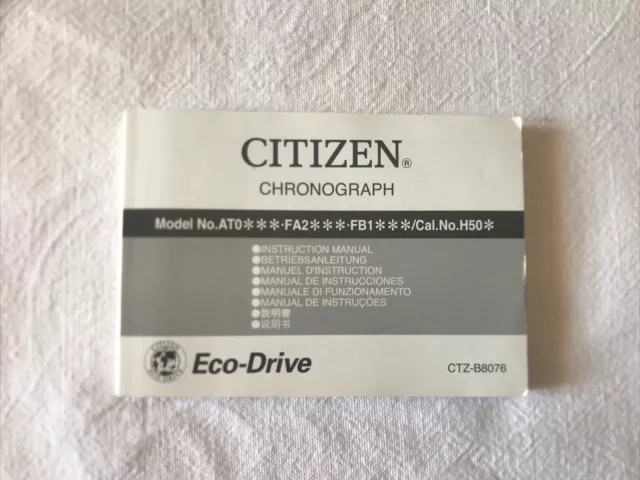 CITIZEN®
CHRONOGRAPH
Model No.AT0✳✳✳·FA2✳✳✳·FB1✳✳✳/Cal.No.H50✳
●INSTRUCTION MANUAL
●BETRIEBSANLEITUNG
●MANUEL D'INSTRUCTION
●MANUAL DE INSTRUCCIONES
●MANUALE DI FUNZIONAMENTO
●MANUAL DE INSTRUÇÕES
●説明書
●说明书
Eco-Drive
CTZ-B8076